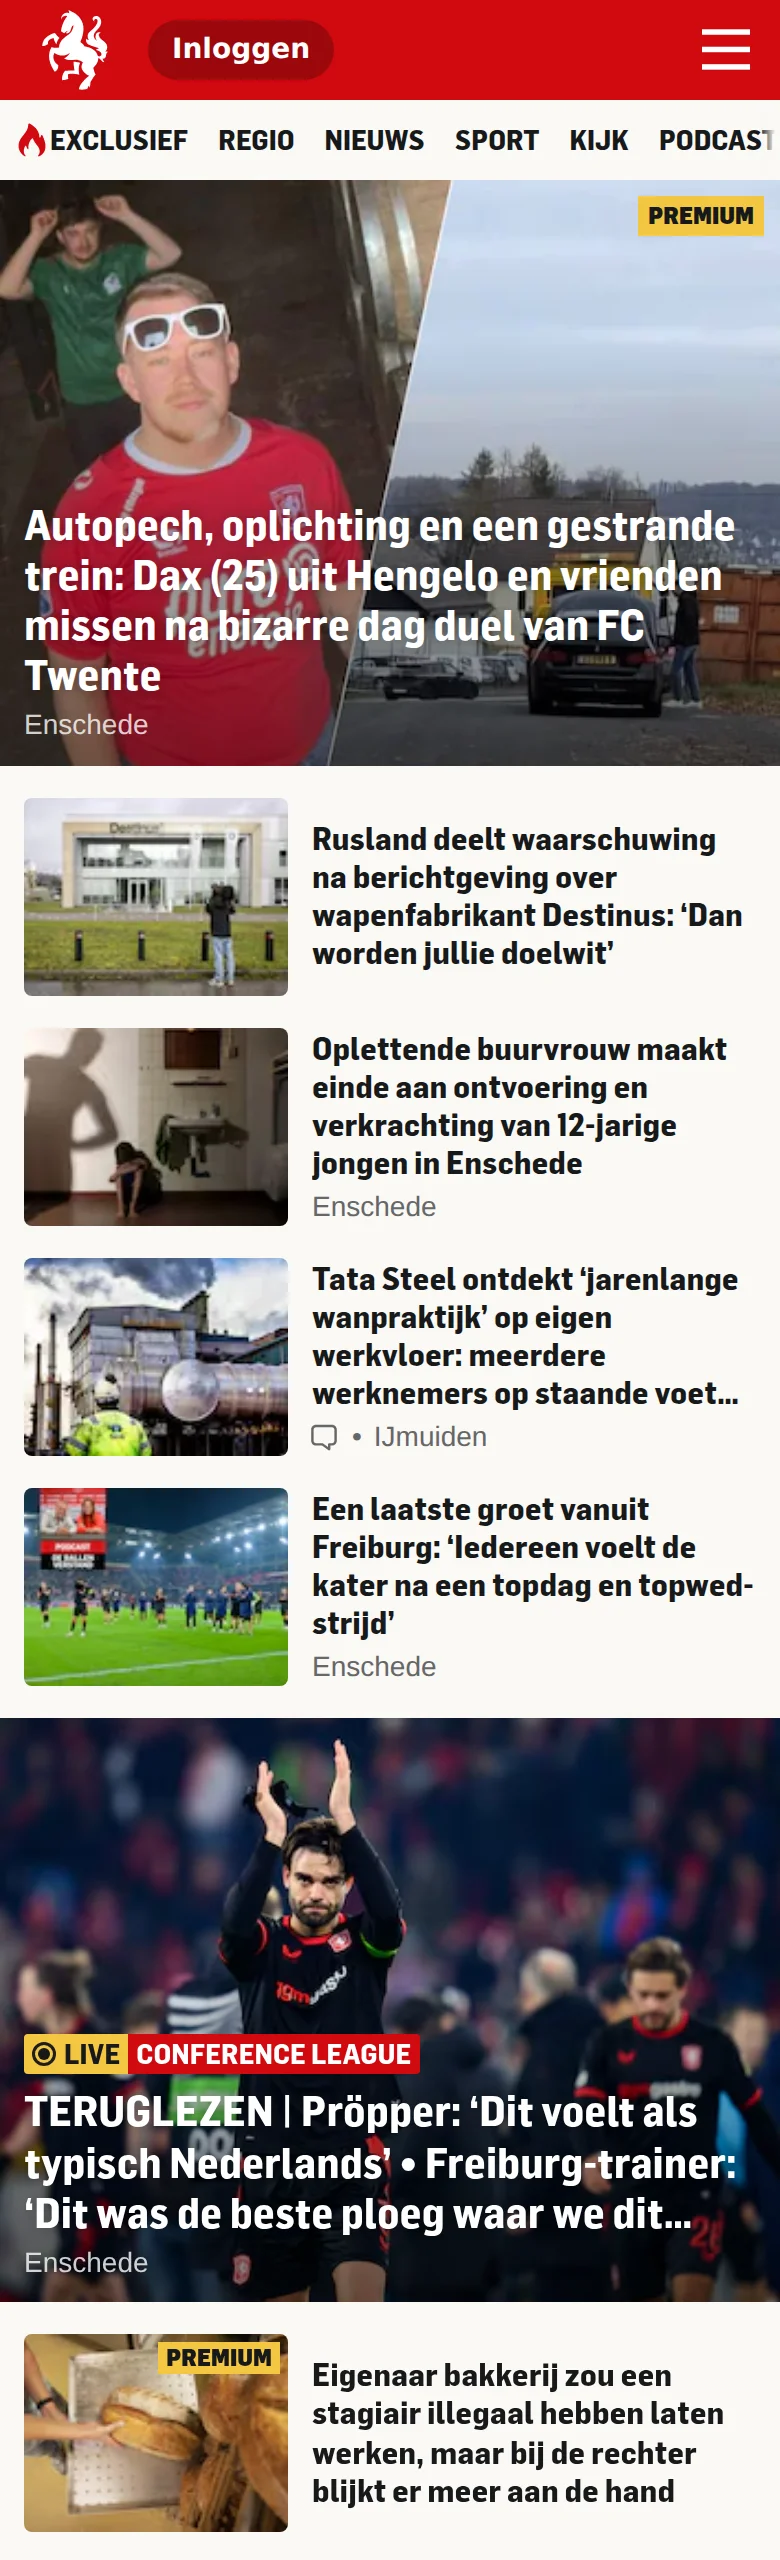 Inloggen
EXCLUSIEF REGIO NIEUWS SPORT KIJK PODCAST
PREMIUM
Autopech, oplichting en een gestrande
trein: Dax (25) uit Hengelo en vrienden
missen na bizarre dag duel van FC
Twente
Enschede
Destinus
Rusland deelt waarschuwing
na berichtgeving over
wapenfabrikant Destinus: ‘Dan
worden jullie doelwit’
Oplettende buurvrouw maakt
einde aan ontvoering en
verkrachting van 12-jarige
jongen in Enschede
Enschede
Tata Steel ontdekt ‘jarenlange
wanpraktijk’ op eigen
werkvloer: meerdere
werknemers op staande voet...
• IJmuiden
PODCAST
DE BALLEN
VERSTAND
Een laatste groet vanuit
Freiburg: ‘Iedereen voelt de
kater na een topdag en topwed-
strijd’
Enschede
LIVE CONFERENCE LEAGUE
TERUGLEZEN | Pröpper: ‘Dit voelt als
typisch Nederlands’ • Freiburg-trainer:
‘Dit was de beste ploeg waar we dit...
Enschede
PREMIUM
Eigenaar bakkerij zou een
stagiair illegaal hebben laten
werken, maar bij de rechter
blijkt er meer aan de hand